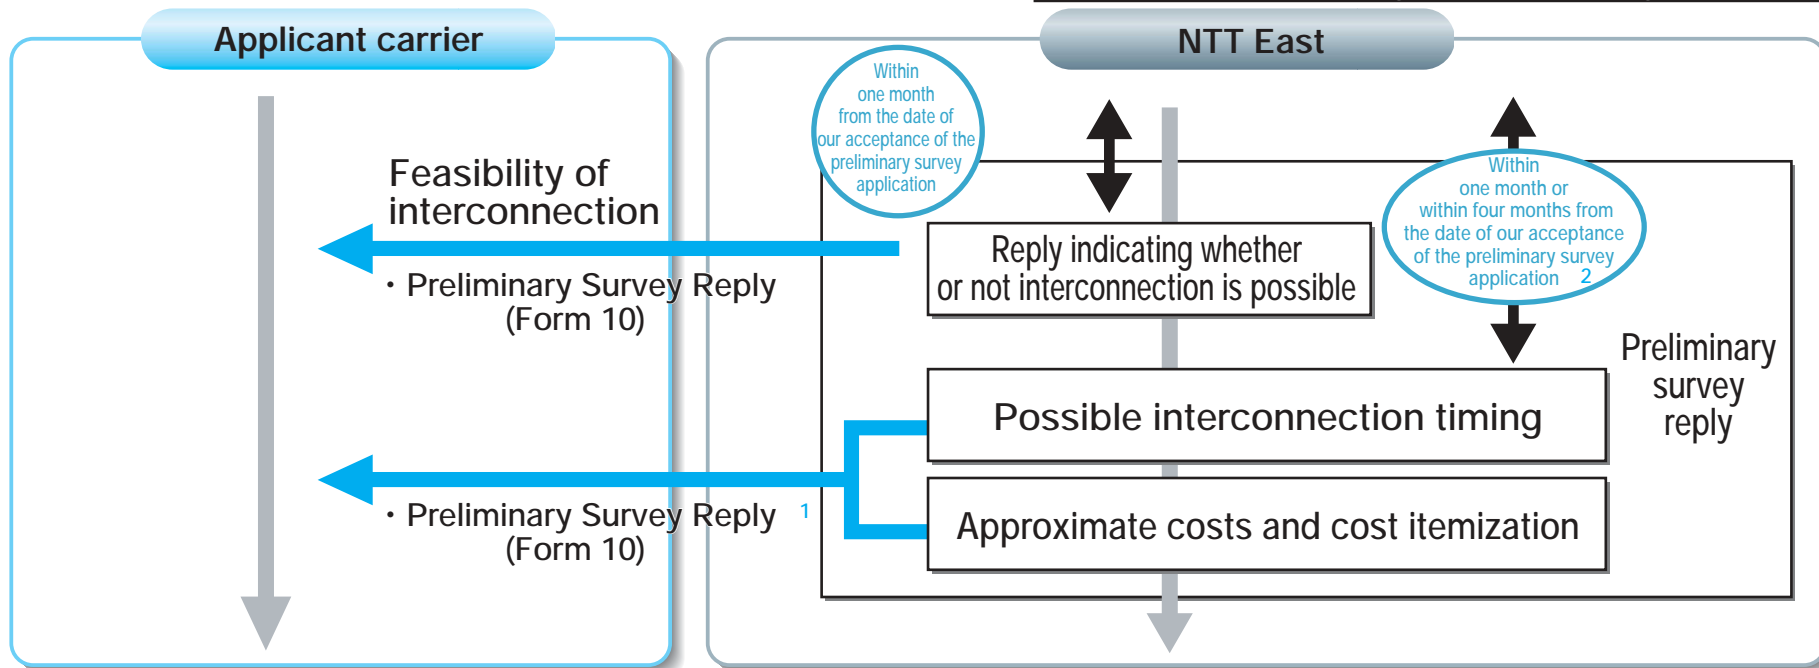 Applicant carrier
NTT East
Within
one month
from the date of
our acceptance of the
preliminary survey
application
Within
one month or
within four months from
the date of our acceptance
of the preliminary survey
application 2
Feasibility of
interconnection
・Preliminary Survey Reply
(Form 10)
Reply indicating whether
or not interconnection is possible
Preliminary
survey
reply
Possible interconnection timing
・Preliminary Survey Reply 1
(Form 10)
Approximate costs and cost itemization